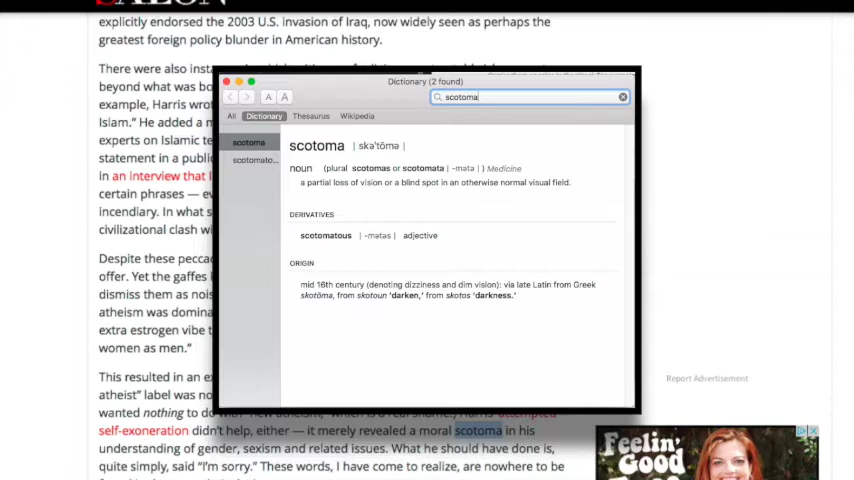 SALON
explicitly endorsed the 2003 U.S. invasion of Iraq, now widely seen as perhaps the
greatest foreign policy blunder in American history.
There were also insta
beyond what was bo
example, Harris wrot
Islam." He added a
experts on Islamic te
statement in a public
in an interview that I
certain phrases — ev
incendiary. In what s
civilizational clash wi
Despite these pecca
offer. Yet the gaffes
dismiss them as nois
atheism was domina
extra estrogen vibe t
women as men."
This resulted in an ex
atheist" label was no
wanted nothing to do with "new atheism," which is a real shame.) Harris' attempted
self-exoneration didn't help, either — it merely revealed a moral scotoma in his
understanding of gender, sexism and related issues. What he should have done is,
quite simply, said "I'm sorry." These words, I have come to realize, are nowhere to be
Dictionary (2 found)
A A scotoma
All Dictionary Thesaurus Wikipedia
scotoma
scotomato...
scotoma | skəˈtōmə |
noun (plural scotomas or scotomata | -mətə | ) Medicine
a partial loss of vision or a blind spot in an otherwise normal visual field.
DERIVATIVES
scotomatous | -mətəs | adjective
ORIGIN
mid 16th century (denoting dizziness and dim vision): via late Latin from Greek
skotōma, from skotoun 'darken,' from skotos 'darkness.'
Report Advertisement
Feelin'
Good